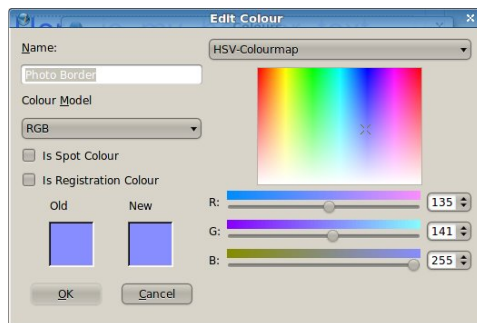 Edit Colour
Name:
Photo Border
Colour Model
RGB
Is Spot Colour
Is Registration Colour
Old New
OK Cancel
HSV-Colourmap
R: 135
G: 141
B: 255